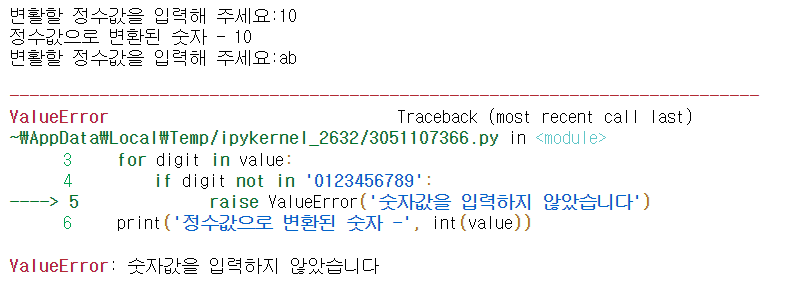 변활할 정수값을 입력해 주세요:10
정수값으로 변환된 숫자 - 10
변활할 정수값을 입력해 주세요:ab
---------------------------------------------------------------------------
ValueError                                Traceback (most recent call last)
~₩AppData₩Local₩Temp/ipykernel_2632/3051107366.py in <module>
      3     for digit in value:
      4         if digit not in '0123456789':
----> 5             raise ValueError('숫자값을 입력하지 않았습니다')
      6     print('정수값으로 변환된 숫자 -', int(value))
ValueError: 숫자값을 입력하지 않았습니다